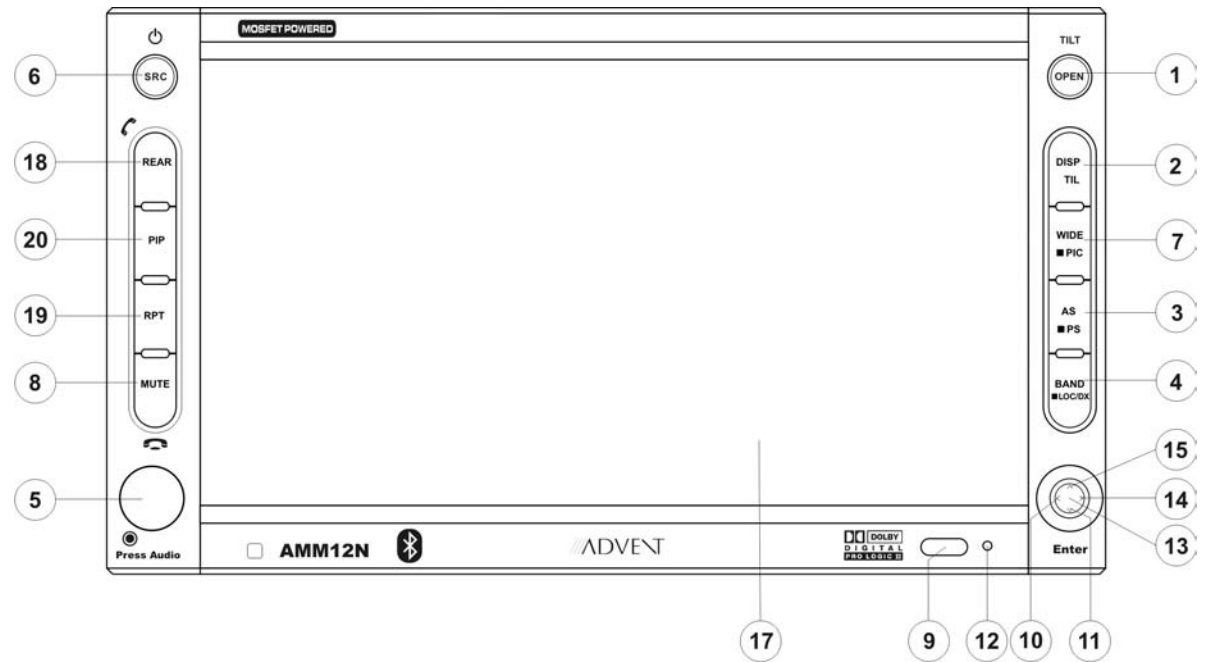 MOSFET POWERED
TILT
6
SRC
OPEN
1
18
REAR
DISP
TIL
2
20
PIP
WIDE
■ PIC
7
19
RPT
AS
■ PS
3
8
MUTE
BAND
■LOC/DX
4
15
5
14
Press Audio
AMM12N
ADVENT
DOLBY
DIGITAL
PRO LOGIC II
Enter
13
17
9
12
10
11